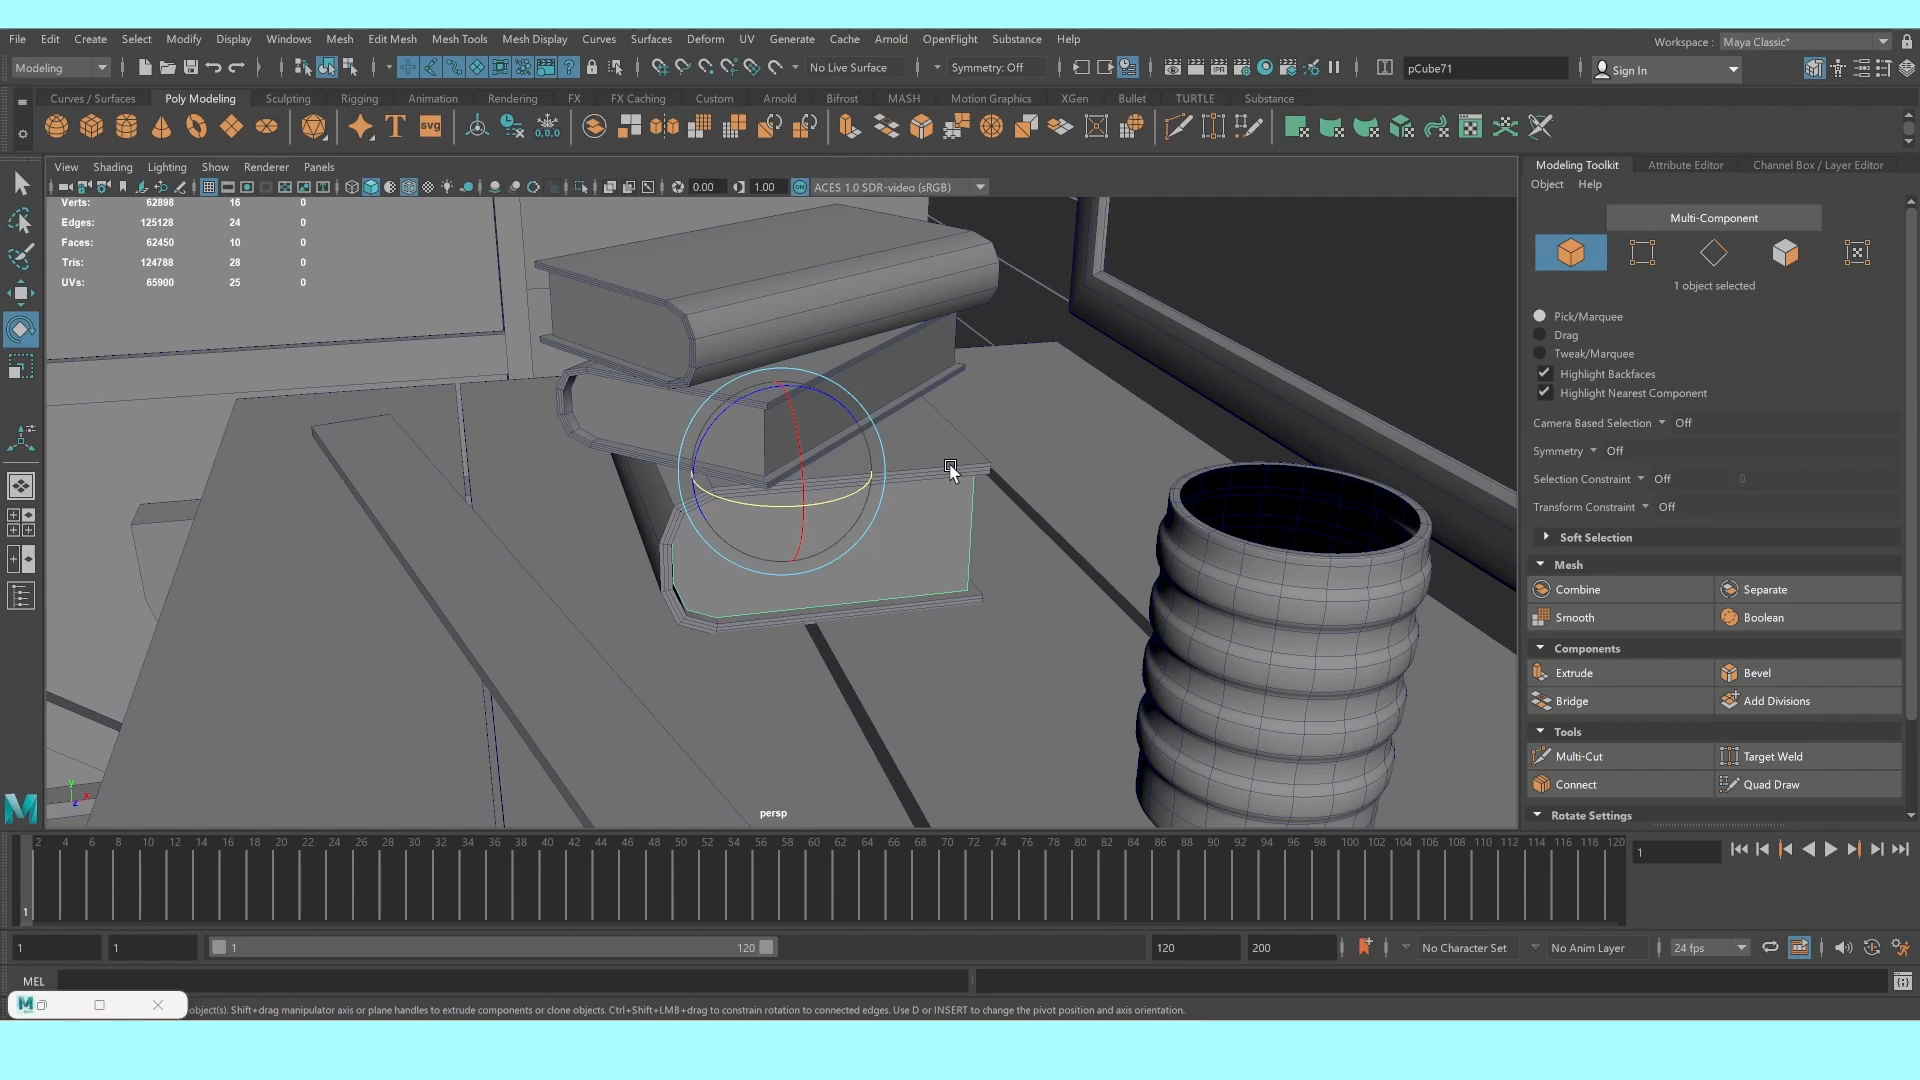 File Edit Create Select Modify Display Windows Mesh Edit Mesh Mesh Tools Mesh Display Curves Surfaces Deform UV Generate Cache Arnold OpenFlight Substance Help
Workspace : Maya Classic*
Modeling No Live Surface Symmetry: Off IPR pCube71 Sign In
Curves / Surfaces Poly Modeling Sculpting Rigging Animation Rendering FX FX Caching Custom Arnold Bifrost MASH Motion Graphics XGen Bullet TURTLE Substance
T svg 0,0,0
View Shading Lighting Show Renderer Panels
0.00 1.00 ON ACES 1.0 SDR-video (sRGB)
Verts: 62898 16 0
Edges: 125128 24 0
Faces: 62450 10 0
Tris: 124788 28 0
UVs: 65900 25 0
y x z
persp
Modeling Toolkit Attribute Editor Channel Box / Layer Editor
Object Help
Multi-Component
1 object selected
Pick/Marquee
Drag
Tweak/Marquee
Highlight Backfaces
Highlight Nearest Component
Camera Based Selection Off
Symmetry Off
Selection Constraint Off 0
Transform Constraint Off
Soft Selection
Mesh
Combine Separate
Smooth Boolean
Components
Extrude Bevel
Bridge Add Divisions
Tools
Multi-Cut Target Weld
Connect Quad Draw
Rotate Settings
2 4 6 8 10 12 14 16 18 20 22 24 26 28 30 32 34 36 38 40 42 44 46 48 50 52 54 56 58 60 62 64 66 68 70 72 74 76 78 80 82 84 86 88 90 92 94 96 98 100 102 104 106 108 110 112 114 116 118 120
1
1
1 1 1 120 120 200 No Character Set No Anim Layer 24 fps
MEL
M
object(s). Shift+drag manipulator axis or plane handles to extrude components or clone objects. Ctrl+Shift+LMB+drag to constrain rotation to connected edges. Use D or INSERT to change the pivot position and axis orientation.